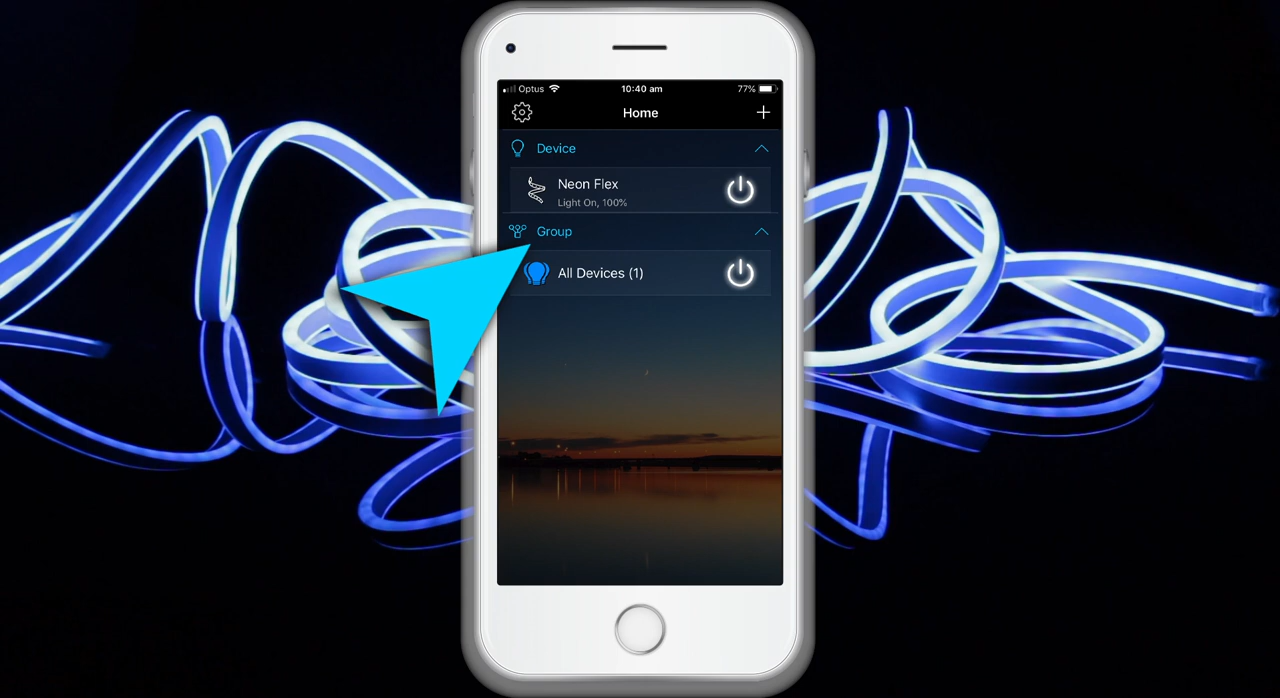 Optus 10:40 am 77%
Home
Device
Neon Flex
Light On, 100%
Group
All Devices (1)